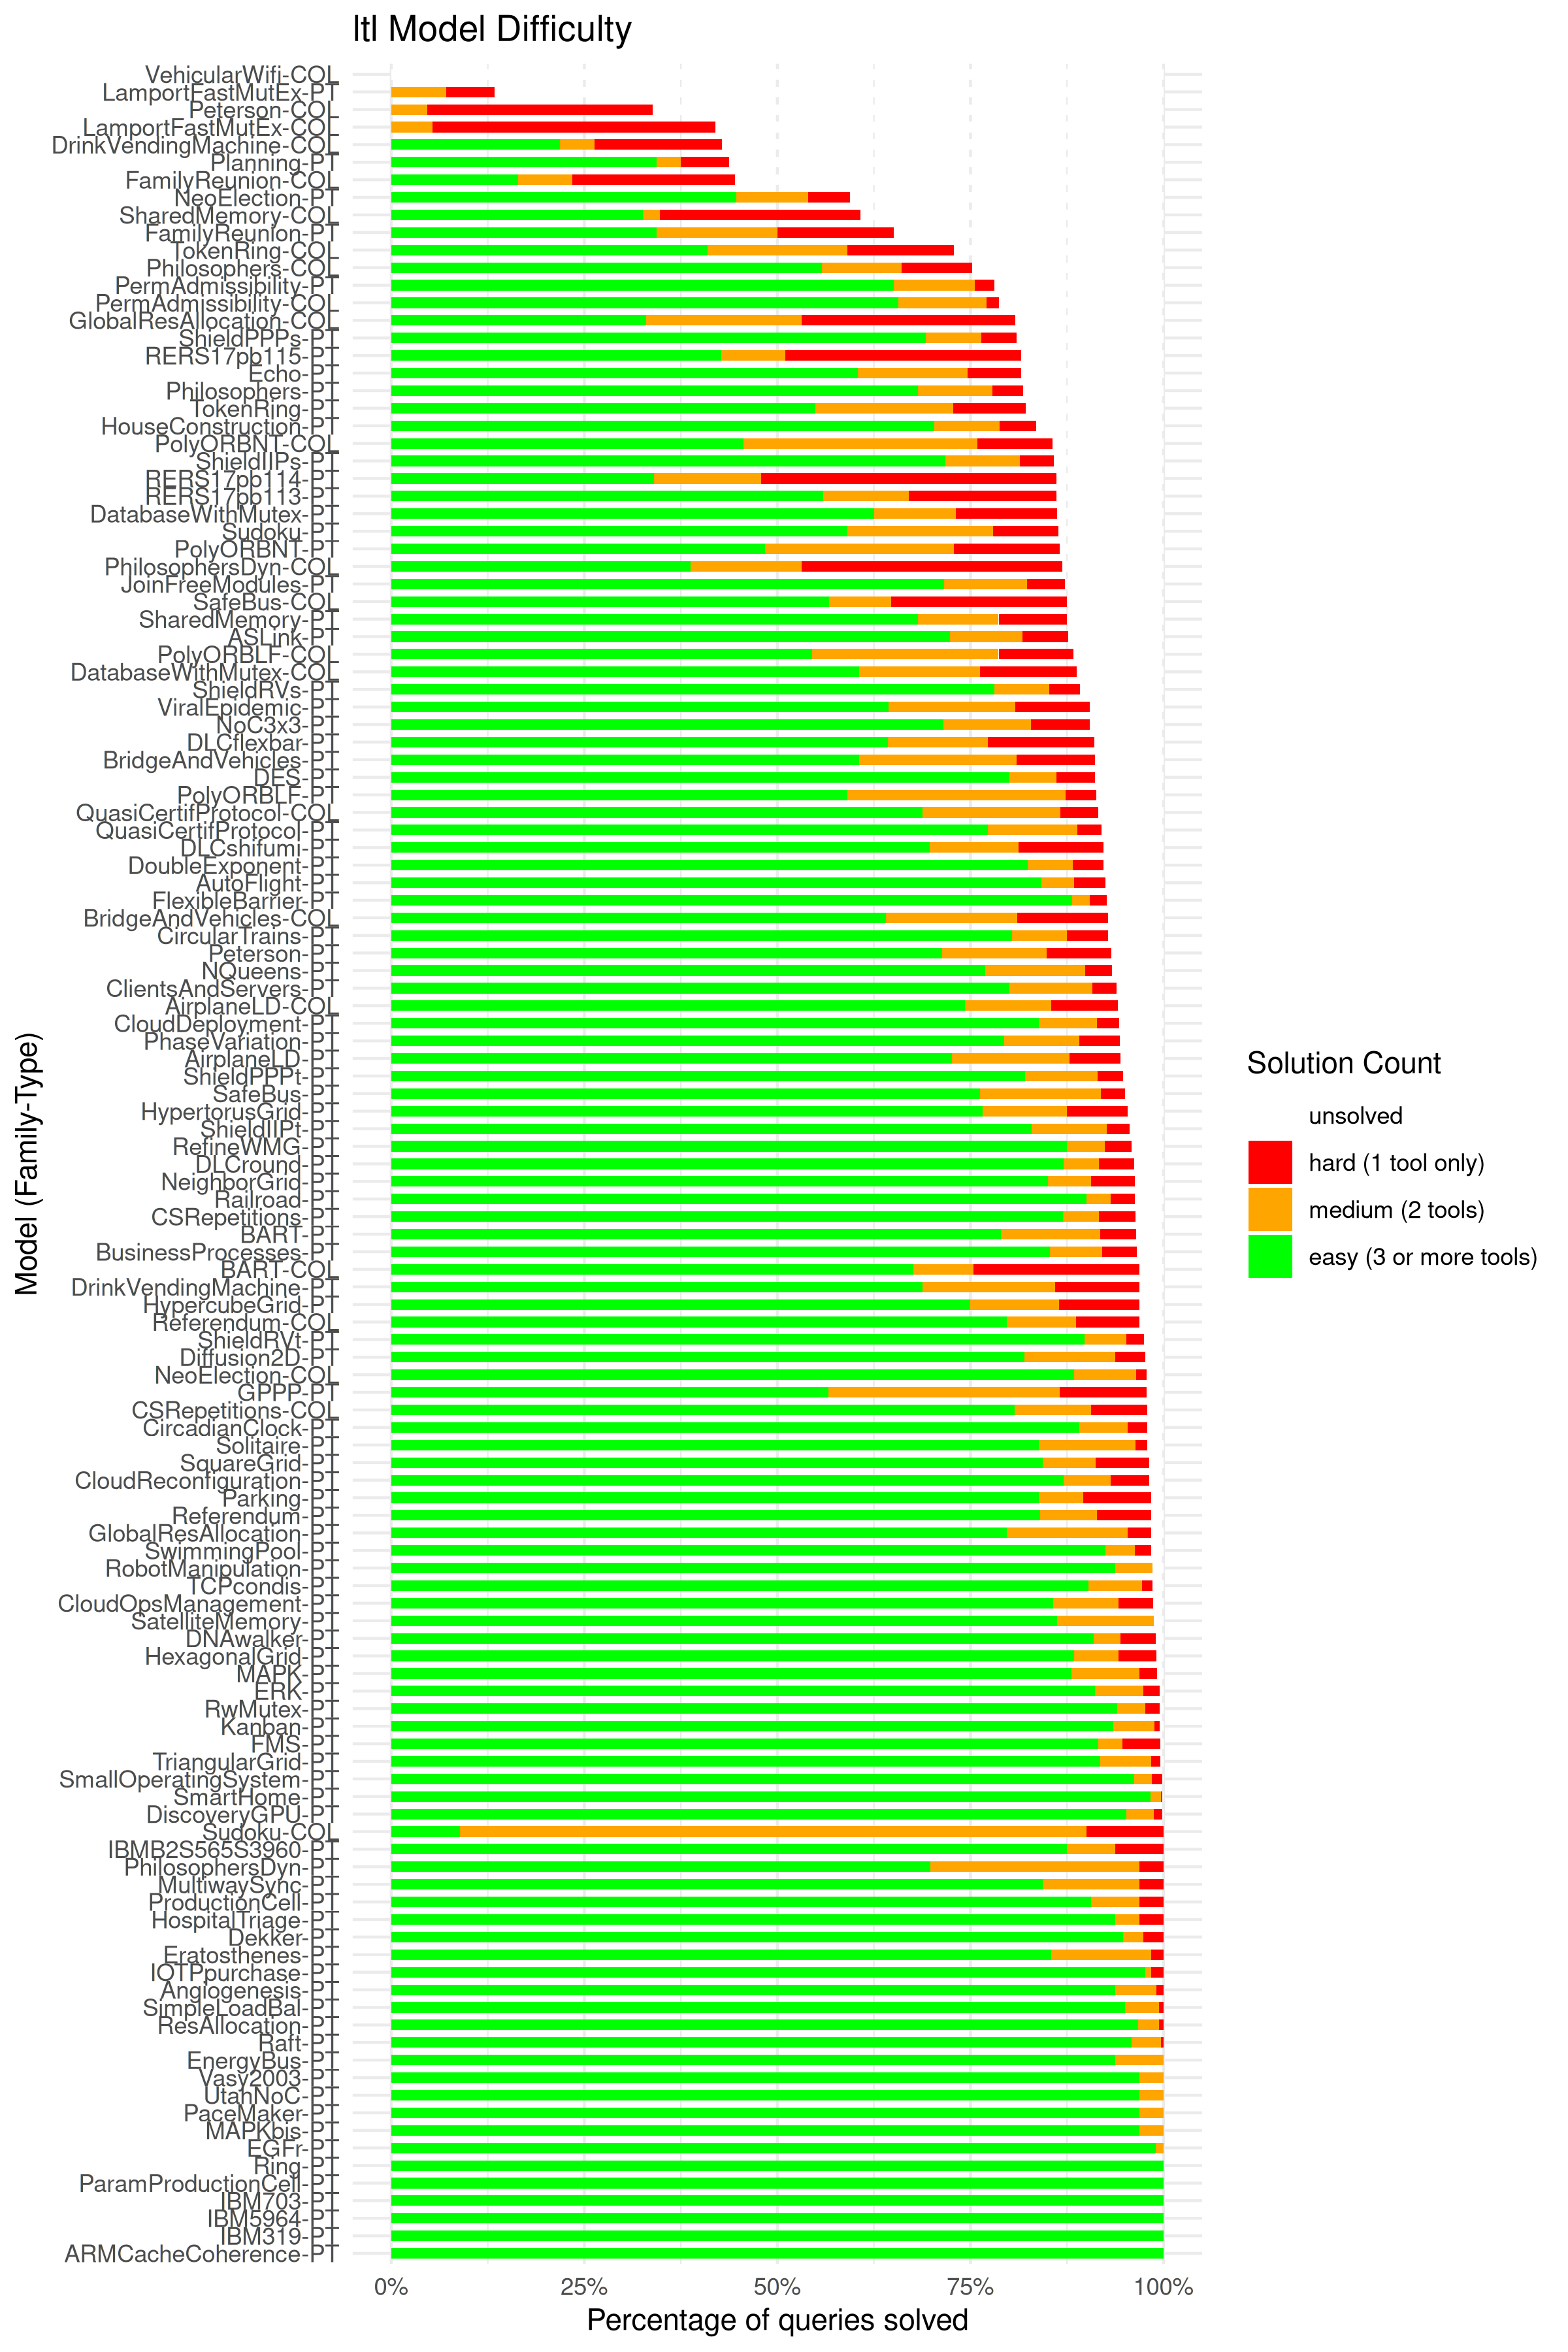 ltl Model Difficulty
VehicularWifi-COL
LamportFastMutEx-PT
Peterson-COL
LamportFastMutEx-COL
DrinkVendingMachine-COL
Planning-PT
FamilyReunion-COL
NeoElection-PT
SharedMemory-COL
FamilyReunion-PT
TokenRing-COL
Philosophers-COL
PermAdmissibility-PT
PermAdmissibility-COL
GlobalResAllocation-COL
ShieldPPPs-PT
RERS17pb115-PT
Echo-PT
Philosophers-PT
TokenRing-PT
HouseConstruction-PT
PolyORBNT-COL
ShieldIIPs-PT
RERS17pb114-PT
RERS17pb113-PT
DatabaseWithMutex-PT
Sudoku-PT
PolyORBNT-PT
PhilosophersDyn-COL
JoinFreeModules-PT
SafeBus-COL
SharedMemory-PT
ASLink-PT
PolyORBLF-COL
DatabaseWithMutex-COL
ShieldRVs-PT
ViralEpidemic-PT
NoC3x3-PT
DLCflexbar-PT
BridgeAndVehicles-PT
DES-PT
PolyORBLF-PT
QuasiCertifProtocol-COL
QuasiCertifProtocol-PT
DLCshifumi-PT
DoubleExponent-PT
AutoFlight-PT
FlexibleBarrier-PT
BridgeAndVehicles-COL
CircularTrains-PT
Peterson-PT
NQueens-PT
ClientsAndServers-PT
AirplaneLD-COL
CloudDeployment-PT
PhaseVariation-PT
AirplaneLD-PT
ShieldPPPt-PT
SafeBus-PT
HypertorusGrid-PT
ShieldIIPt-PT
RefineWMG-PT
DLCround-PT
NeighborGrid-PT
Railroad-PT
CSRepetitions-PT
BART-PT
BusinessProcesses-PT
BART-COL
DrinkVendingMachine-PT
HypercubeGrid-PT
Referendum-COL
ShieldRVt-PT
Diffusion2D-PT
NeoElection-COL
GPPP-PT
CSRepetitions-COL
CircadianClock-PT
Solitaire-PT
SquareGrid-PT
CloudReconfiguration-PT
Parking-PT
Referendum-PT
GlobalResAllocation-PT
SwimmingPool-PT
RobotManipulation-PT
TCPcondis-PT
CloudOpsManagement-PT
SatelliteMemory-PT
DNAwalker-PT
HexagonalGrid-PT
MAPK-PT
ERK-PT
RwMutex-PT
Kanban-PT
FMS-PT
TriangularGrid-PT
SmallOperatingSystem-PT
SmartHome-PT
DiscoveryGPU-PT
Sudoku-COL
IBMB2S565S3960-PT
PhilosophersDyn-PT
MultiwaySync-PT
ProductionCell-PT
HospitalTriage-PT
Dekker-PT
Eratosthenes-PT
IOTPpurchase-PT
Angiogenesis-PT
SimpleLoadBal-PT
ResAllocation-PT
Raft-PT
EnergyBus-PT
Vasy2003-PT
UtahNoC-PT
PaceMaker-PT
MAPKbis-PT
EGFr-PT
Ring-PT
ParamProductionCell-PT
IBM703-PT
IBM5964-PT
IBM319-PT
ARMCacheCoherence-PT
0% 25% 50% 75% 100%
Percentage of queries solved
Model (Family-Type)
Solution Count
unsolved
hard (1 tool only)
medium (2 tools)
easy (3 or more tools)